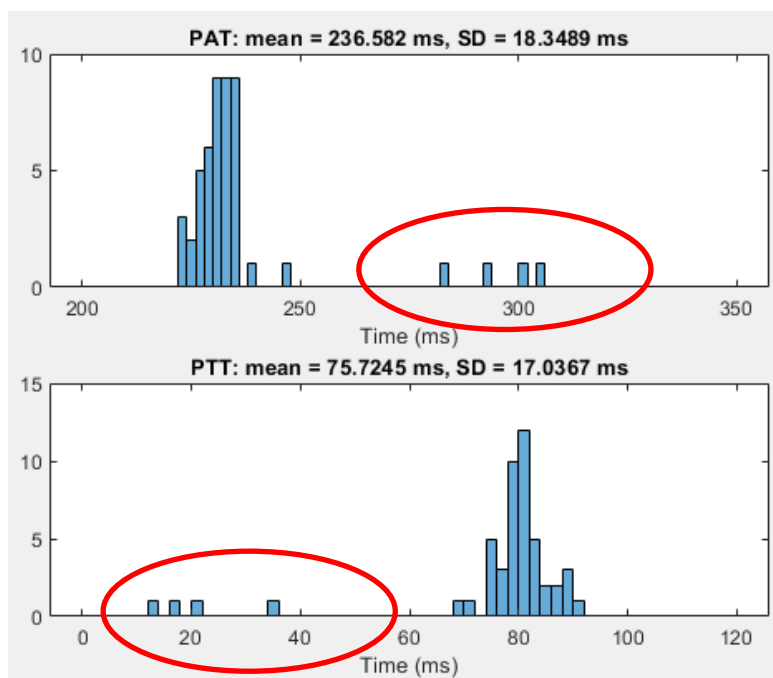 PAT: mean = 236.582 ms, SD = 18.3489 ms
10
5
0
200 250 300 350
Time (ms)
PTT: mean = 75.7245 ms, SD = 17.0367 ms
15
10
5
0
0 20 40 60 80 100 120
Time (ms)